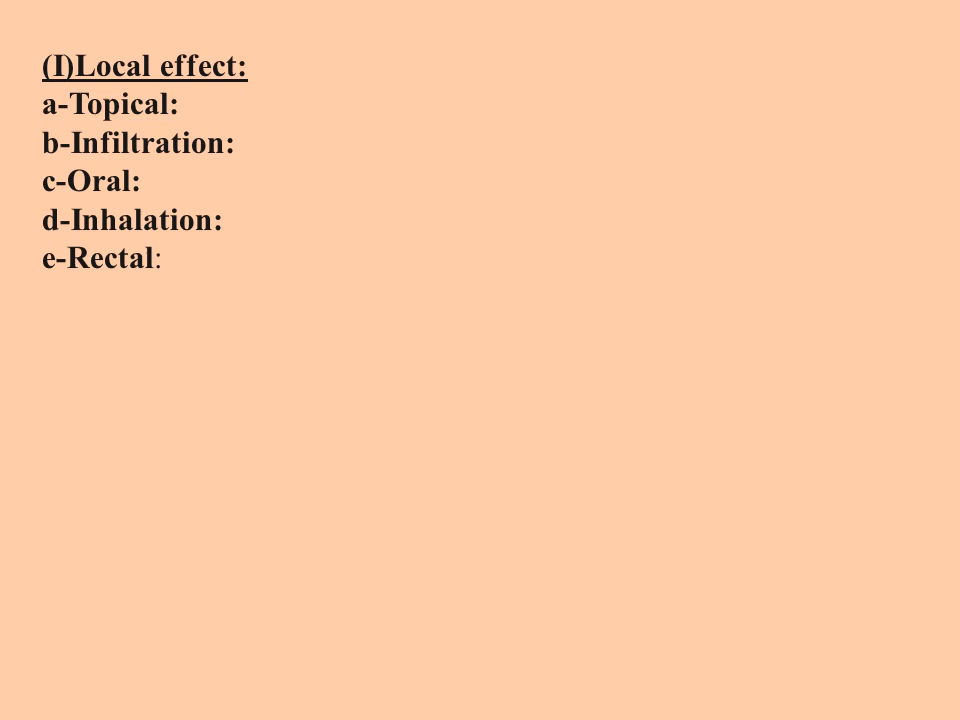 (I)Local effect:
a-Topical:
b-Infiltration:
c-Oral:
d-Inhalation:
e-Rectal: